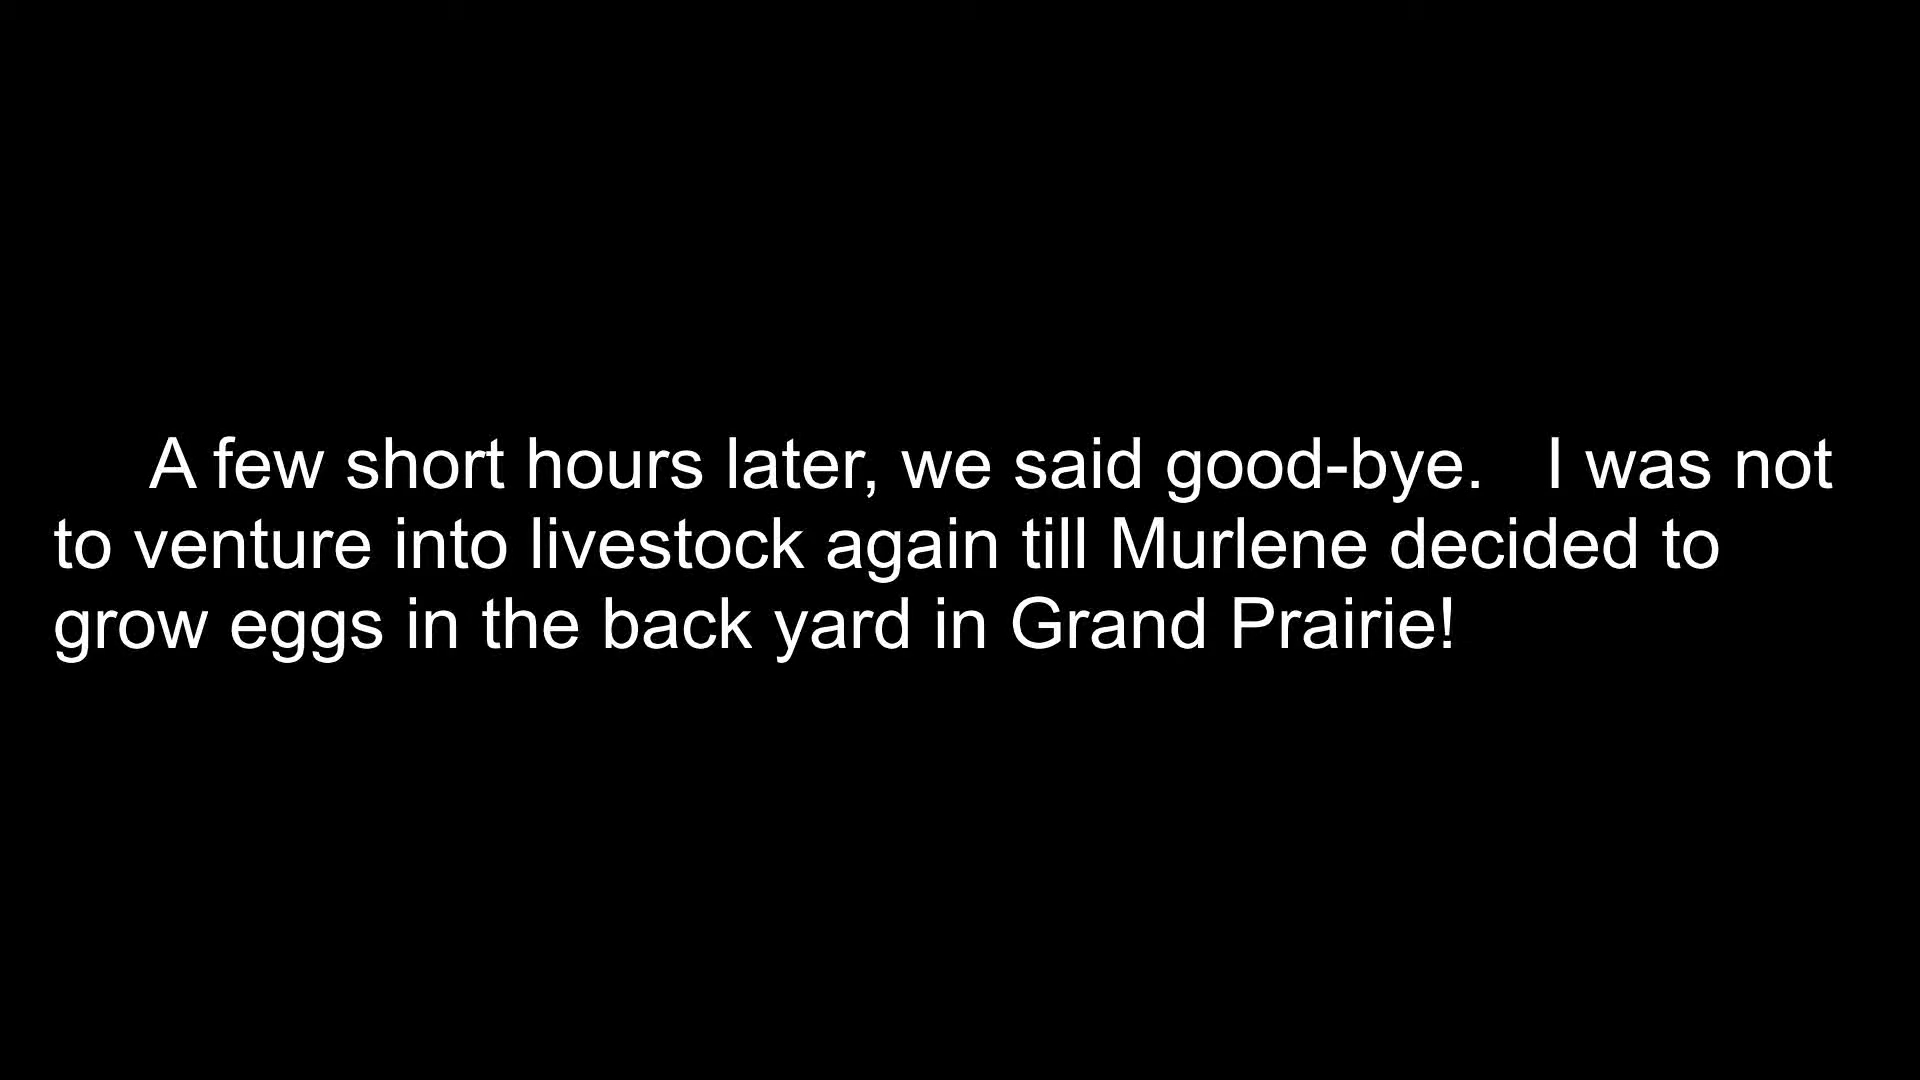 A few short hours later, we said good-bye.   I was not
to venture into livestock again till Murlene decided to
grow eggs in the back yard in Grand Prairie!